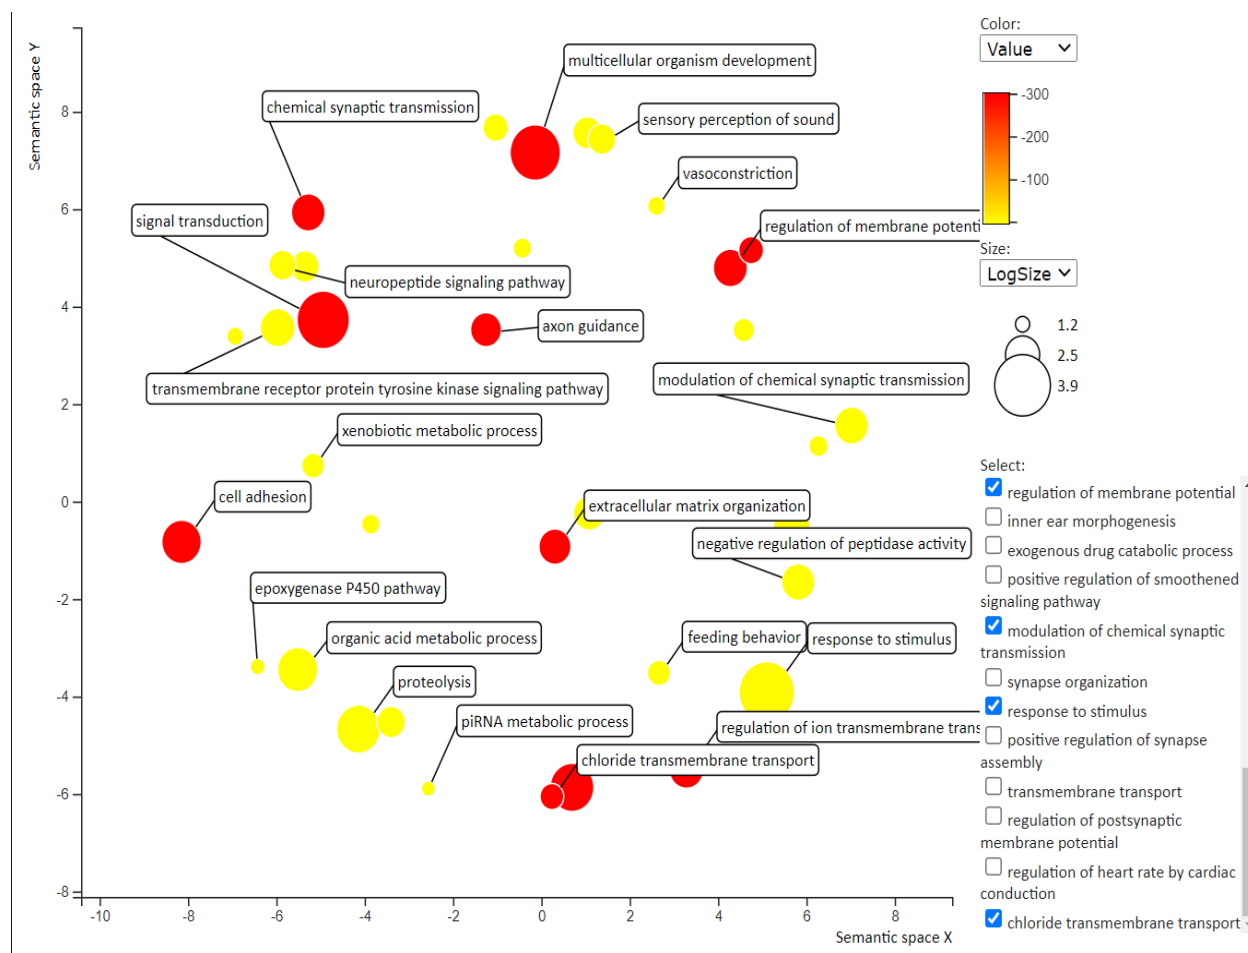 Color:
Value
-300
-200
-100
Size:
LogSize
1.2
2.5
3.9
Select:
regulation of membrane potential
inner ear morphogenesis
exogenous drug catabolic process
positive regulation of smoothened
signaling pathway
modulation of chemical synaptic
transmission
synapse organization
response to stimulus
positive regulation of synapse
assembly
transmembrane transport
regulation of postsynaptic
membrane potential
regulation of heart rate by cardiac
conduction
chloride transmembrane transport
Semantic space Y
8
6
4
2
0
-2
-4
-6
-8
multicellular organism development
chemical synaptic transmission
sensory perception of sound
vasoconstriction
signal transduction
regulation of membrane potenti
neuropeptide signaling pathway
axon guidance
transmembrane receptor protein tyrosine kinase signaling pathway
modulation of chemical synaptic transmission
xenobiotic metabolic process
cell adhesion
extracellular matrix organization
negative regulation of peptidase activity
epoxygenase P450 pathway
organic acid metabolic process
feeding behavior
response to stimulus
proteolysis
piRNA metabolic process
regulation of ion transmembrane trans
chloride transmembrane transport
-10
-8
-6
-4
-2
0
2
4
6
8
Semantic space X